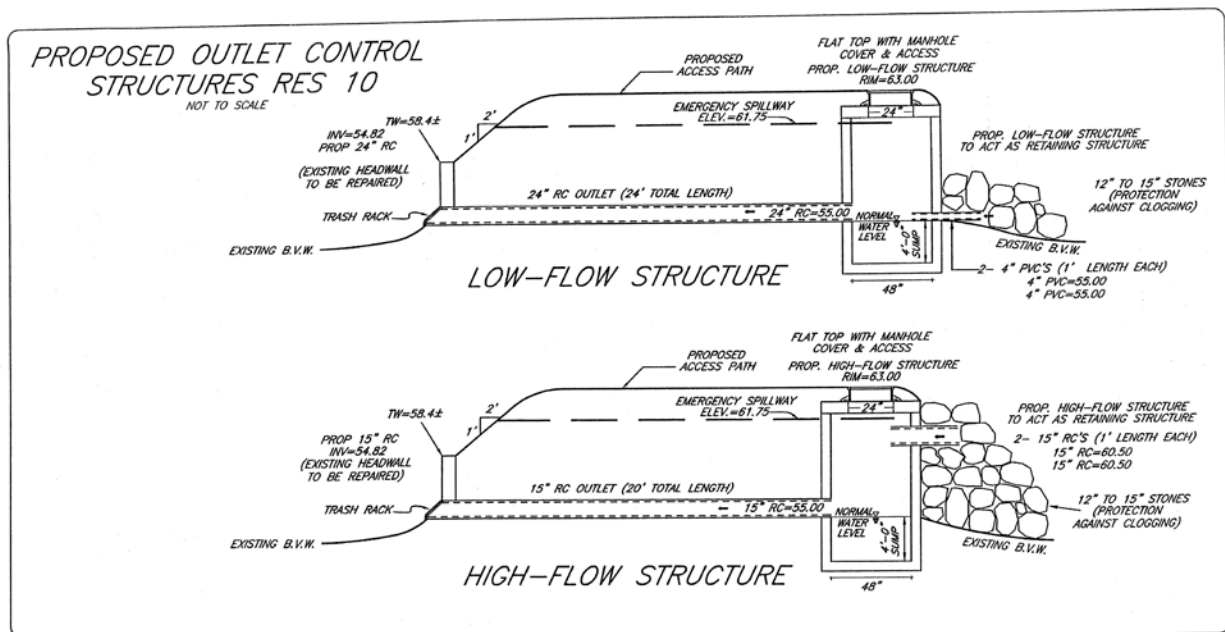 PROPOSED OUTLET CONTROL
STRUCTURES RES 10
NOT TO SCALE
PROPOSED
ACCESS PATH
FLAT TOP WITH MANHOLE
COVER & ACCESS
PROP. LOW-FLOW STRUCTURE
RIM=63.00
24"
EMERGENCY SPILLWAY
ELEV.=61.75
2'
1'
TW=58.4±
INV=54.82
PROP 24" RC
(EXISTING HEADWALL
TO BE REPAIRED)
TRASH RACK
EXISTING B.V.W.
24" RC OUTLET (24' TOTAL LENGTH)
24" RC=55.00
NORMAL
WATER
LEVEL
4'-0"
SUMP
48"
PROP. LOW-FLOW STRUCTURE
TO ACT AS RETAINING STRUCTURE
12" TO 15" STONES
(PROTECTION
AGAINST CLOGGING)
EXISTING B.V.W.
2- 4" PVC'S (1' LENGTH EACH)
4" PVC=55.00
4" PVC=55.00
LOW-FLOW STRUCTURE
PROPOSED
ACCESS PATH
FLAT TOP WITH MANHOLE
COVER & ACCESS
PROP. HIGH-FLOW STRUCTURE
RIM=63.00
24"
EMERGENCY SPILLWAY
ELEV.=61.75
2'
1'
TW=58.4±
PROP 15" RC
INV=54.82
(EXISTING HEADWALL
TO BE REPAIRED)
TRASH RACK
EXISTING B.V.W.
15" RC OUTLET (20' TOTAL LENGTH)
15" RC=55.00
NORMAL
WATER
LEVEL
4'-0"
SUMP
48"
PROP. HIGH-FLOW STRUCTURE
TO ACT AS RETAINING STRUCTURE
2- 15" RC'S (1' LENGTH EACH)
15" RC=60.50
15" RC=60.50
12" TO 15" STONES
(PROTECTION
AGAINST CLOGGING)
EXISTING B.V.W.
HIGH-FLOW STRUCTURE